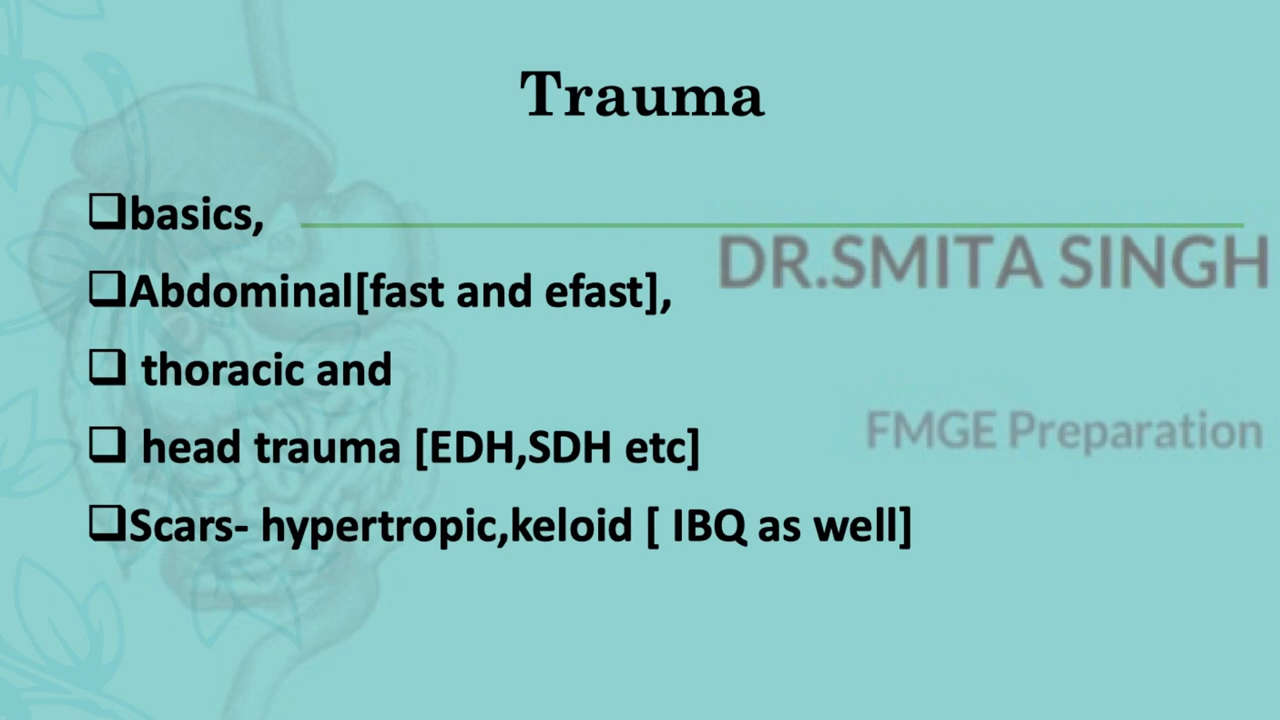 Trauma
❑basics,
DR.SMITA SINGH
❑Abdominal[fast and efast],
❑ thoracic and
FMGE Preparation
❑ head trauma [EDH,SDH etc]
❑Scars- hypertropic,keloid [ IBQ as well]